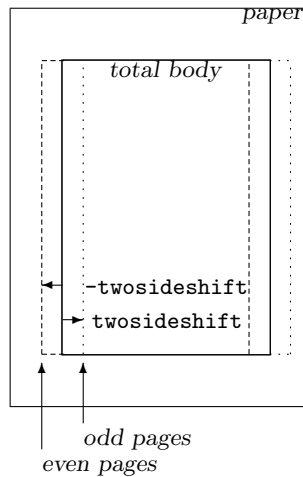 paper
total body
-twosideshift
twosideshift
odd pages
even pages